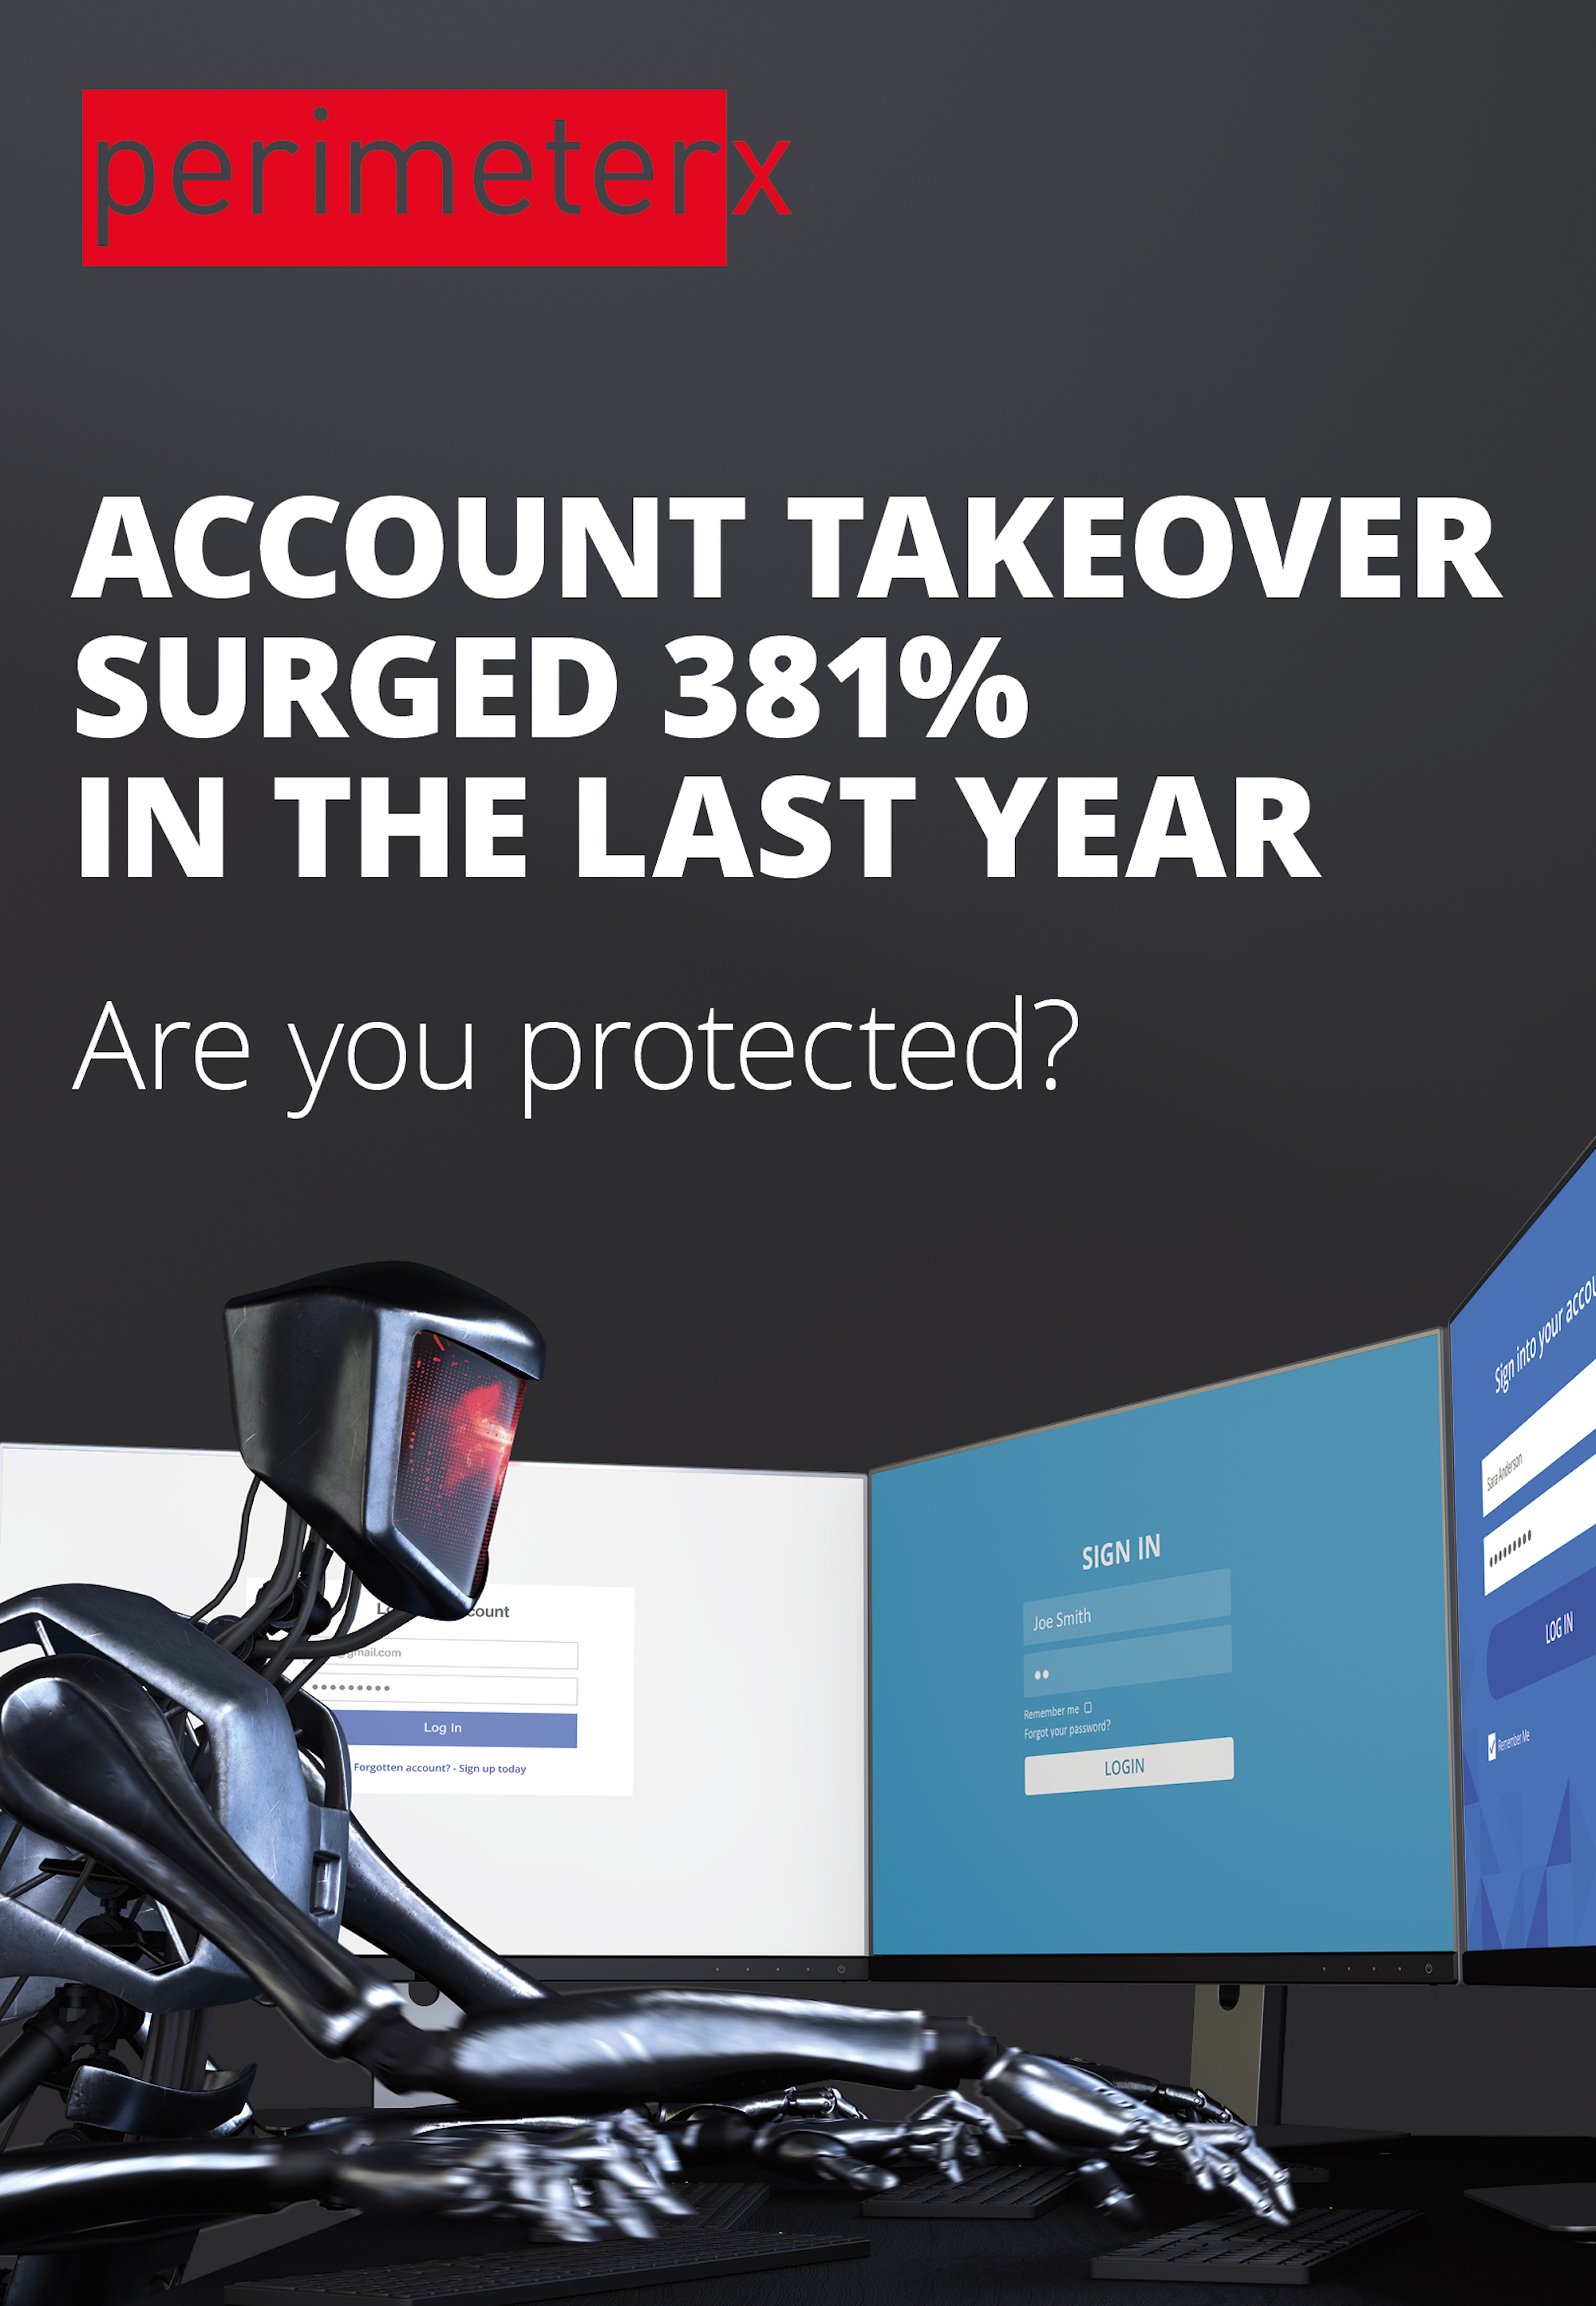 perimeterx
ACCOUNT TAKEOVER
SURGED 381%
IN THE LAST YEAR
Are you protected?
count
gmail.com
Log In
Forgotten account? - Sign up today
SIGN IN
Joe Smith
Remember me
Forgot your password?
LOGIN
Sign into your accou
Sara Anderson
LOG IN
Remember Me